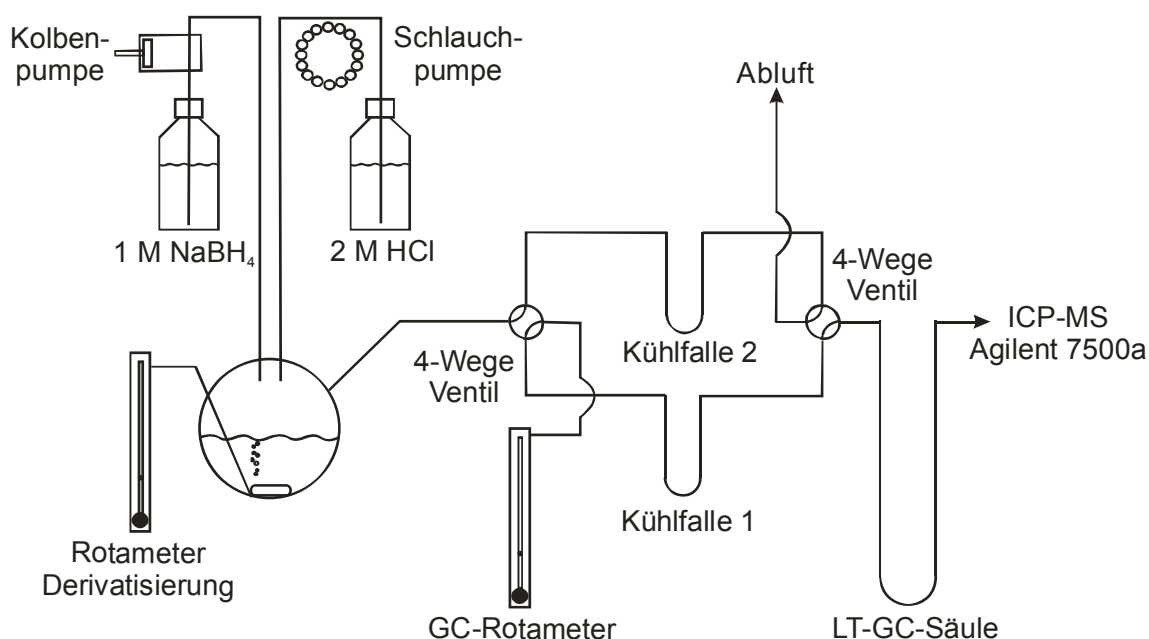 Kolben-
pumpe
Schlauch-
pumpe
Abluft
1 M NaBH₄
2 M HCl
4-Wege
Ventil
ICP-MS
Agilent 7500a
Kühlfalle 2
4-Wege
Ventil
Kühlfalle 1
Rotameter
Derivatisierung
GC-Rotameter
LT-GC-Säule